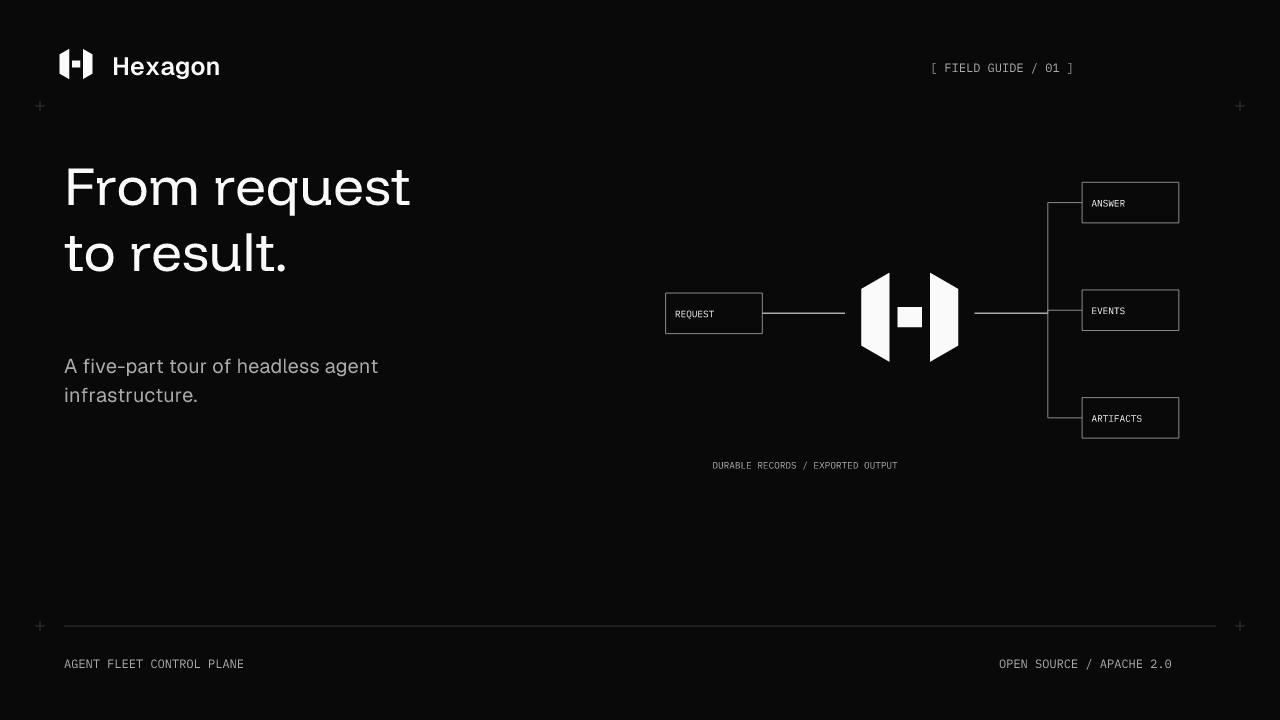 Hexagon
[ FIELD GUIDE / 01 ]
From request
to result.
A five-part tour of headless agent
infrastructure.
REQUEST
ANSWER
EVENTS
ARTIFACTS
DURABLE RECORDS / EXPORTED OUTPUT
AGENT FLEET CONTROL PLANE
OPEN SOURCE / APACHE 2.0